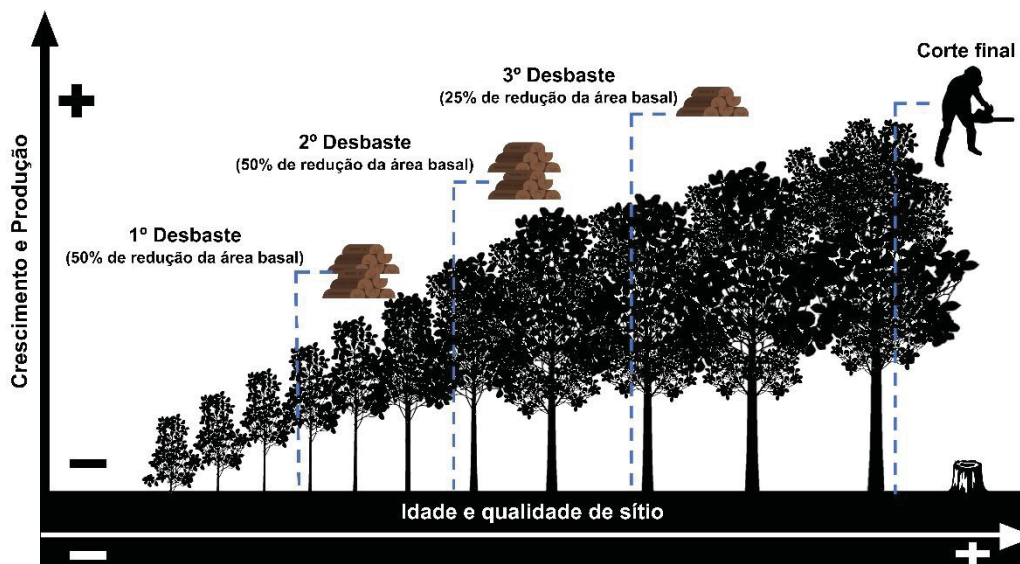 Corte final
3º Desbaste
(25% de redução da área basal)
2º Desbaste
(50% de redução da área basal)
1º Desbaste
(50% de redução da área basal)
Crescimento e Produção
Idade e qualidade de sítio